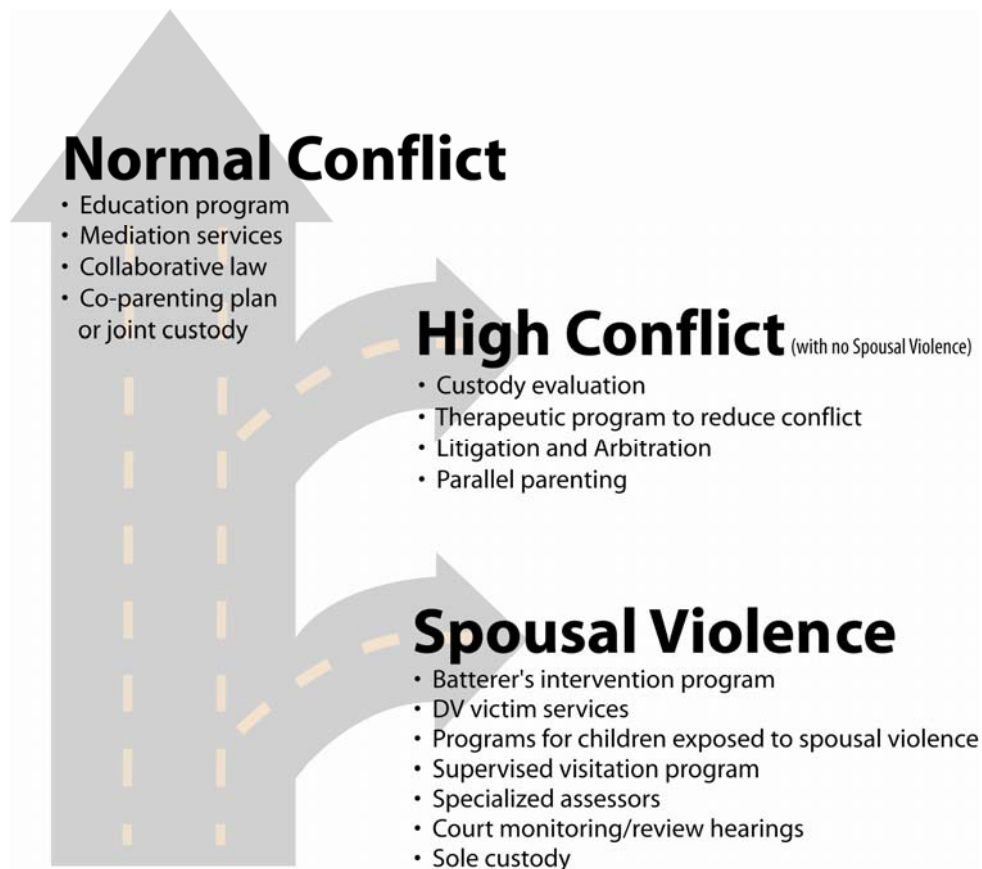 Normal Conflict
• Education program
• Mediation services
• Collaborative law
• Co-parenting plan
or joint custody
High Conflict (with no Spousal Violence)
• Custody evaluation
• Therapeutic program to reduce conflict
• Litigation and Arbitration
• Parallel parenting
Spousal Violence
• Batterer's intervention program
• DV victim services
• Programs for children exposed to spousal violence
• Supervised visitation program
• Specialized assessors
• Court monitoring/review hearings
• Sole custody